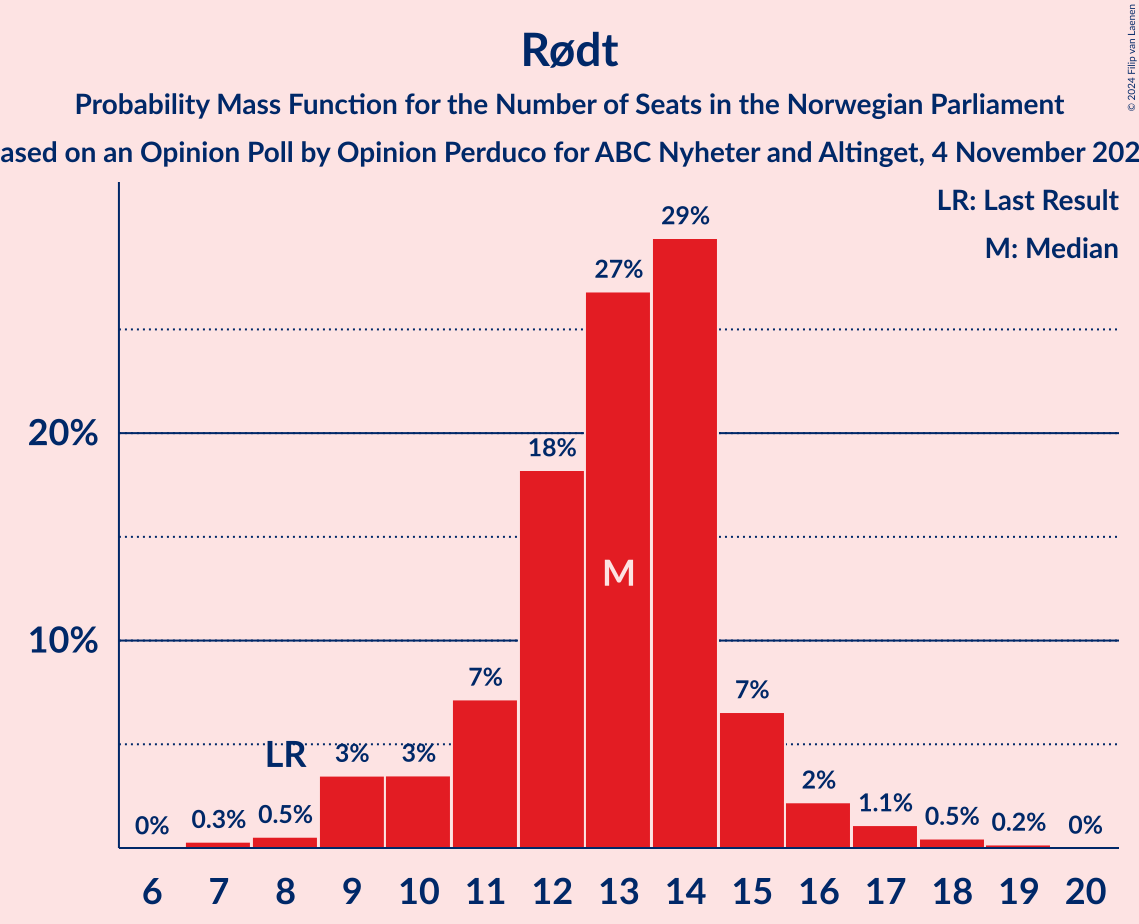 © 2024 Filip van Laenen
Rødt
Probability Mass Function for the Number of Seats in the Norwegian Parliament
ased on an Opinion Poll by Opinion Perduco for ABC Nyheter and Altinget, 4 November 202
LR: Last Result
M: Median
29%
27%
20%
18%
M
10%
7%
7%
LR
3%
3%
2%
1.1%
0%
0.3%
0.5%
0.5%
0.2%
0%
6 7 8 9 10 11 12 13 14 15 16 17 18 19 20